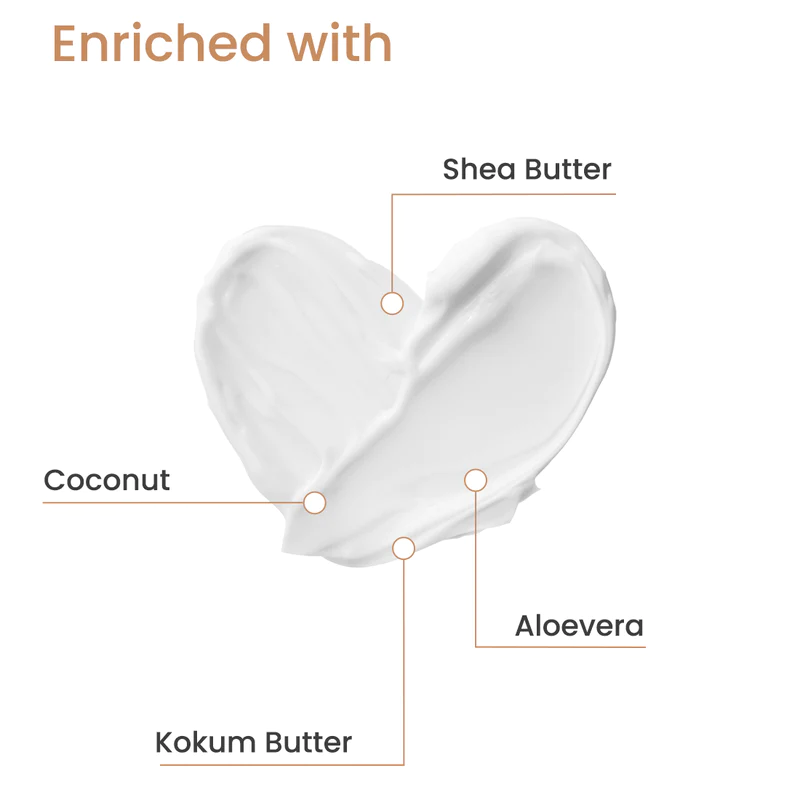 Enriched with
Shea Butter
Coconut
Aloevera
Kokum Butter